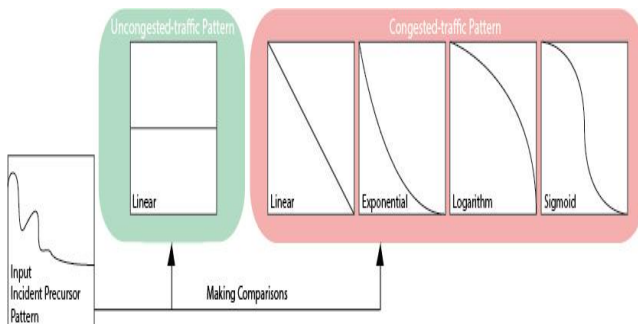 Uncongested-traffic Pattern
Congested-traffic Pattern
Linear
Linear
Exponential
Logarithm
Sigmoid
Input
Incident Precursor
Pattern
Making Comparisons